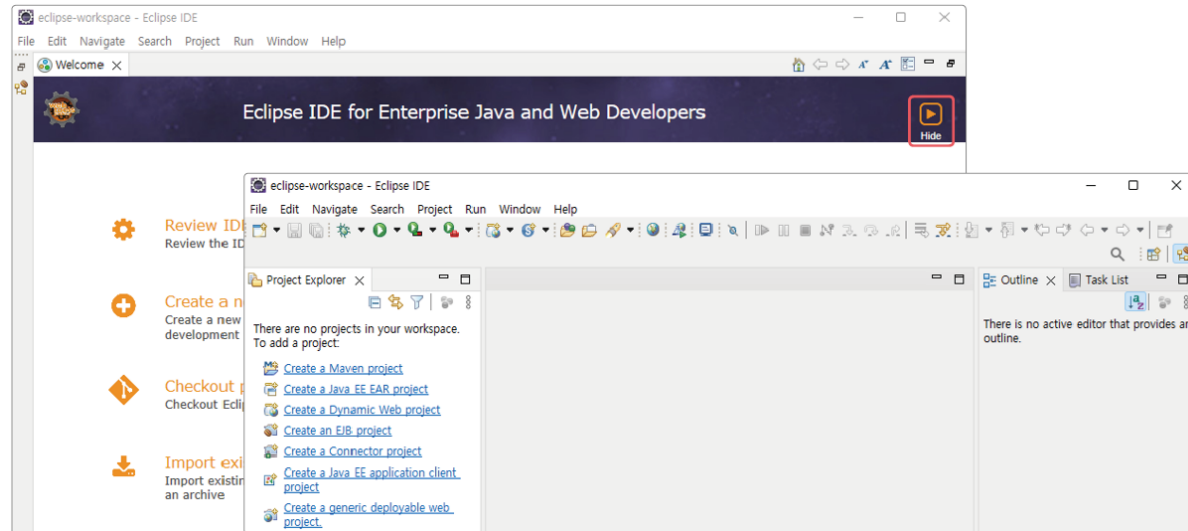 eclipse-workspace - Eclipse IDE
File Edit Navigate Search Project Run Window Help
Welcome
Eclipse IDE for Enterprise Java and Web Developers
Hide
Review
Review the
Create a
Create a new
development
Checkout
Checkout
Import
Import
an archive
eclipse-workspace - Eclipse IDE
File Edit Navigate Search Project Run Window Help
Project Explorer
There are no projects in your workspace.
To add a project:
Create a Maven project
Create a Java EE EAR project
Create a Dynamic Web project
Create an EJB project
Create a Connector project
Create a Java EE application client
project
Create a generic deployable web
project.
Outline Task List
There is no active editor that provides an
outline.